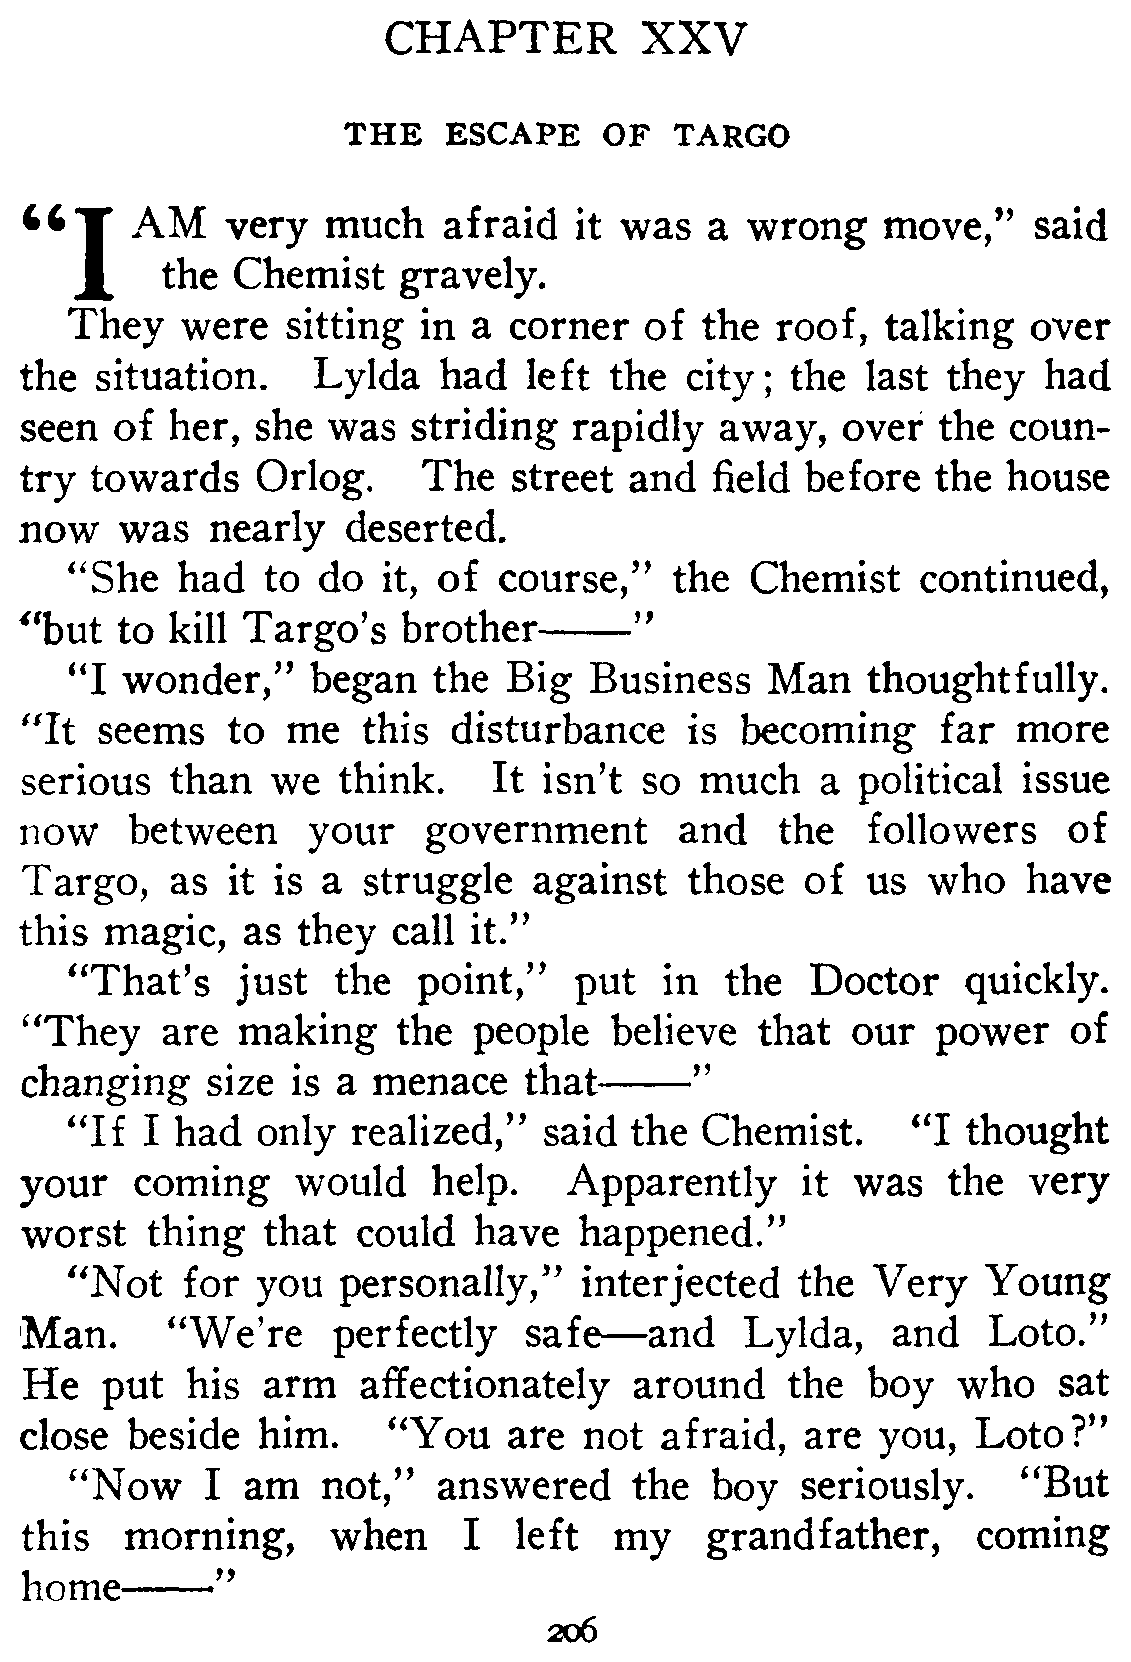 CHAPTER XXV
THE ESCAPE OF TARGO
“I AM very much afraid it was a wrong move,” said
the Chemist gravely.
They were sitting in a corner of the roof, talking over
the situation. Lylda had left the city; the last they had
seen of her, she was striding rapidly away, over the coun-
try towards Orlog. The street and field before the house
now was nearly deserted.
“She had to do it, of course,” the Chemist continued,
“but to kill Targo’s brother——”
“I wonder,” began the Big Business Man thoughtfully.
“It seems to me this disturbance is becoming far more
serious than we think. It isn’t so much a political issue
now between your government and the followers of
Targo, as it is a struggle against those of us who have
this magic, as they call it.”
“That’s just the point,” put in the Doctor quickly.
“They are making the people believe that our power of
changing size is a menace that——”
“If I had only realized,” said the Chemist. “I thought
your coming would help. Apparently it was the very
worst thing that could have happened.”
“Not for you personally,” interjected the Very Young
Man. “We’re perfectly safe—and Lylda, and Loto.”
He put his arm affectionately around the boy who sat
close beside him. “You are not afraid, are you, Loto?”
“Now I am not,” answered the boy seriously. “But
this morning, when I left my grandfather, coming
home——”
206